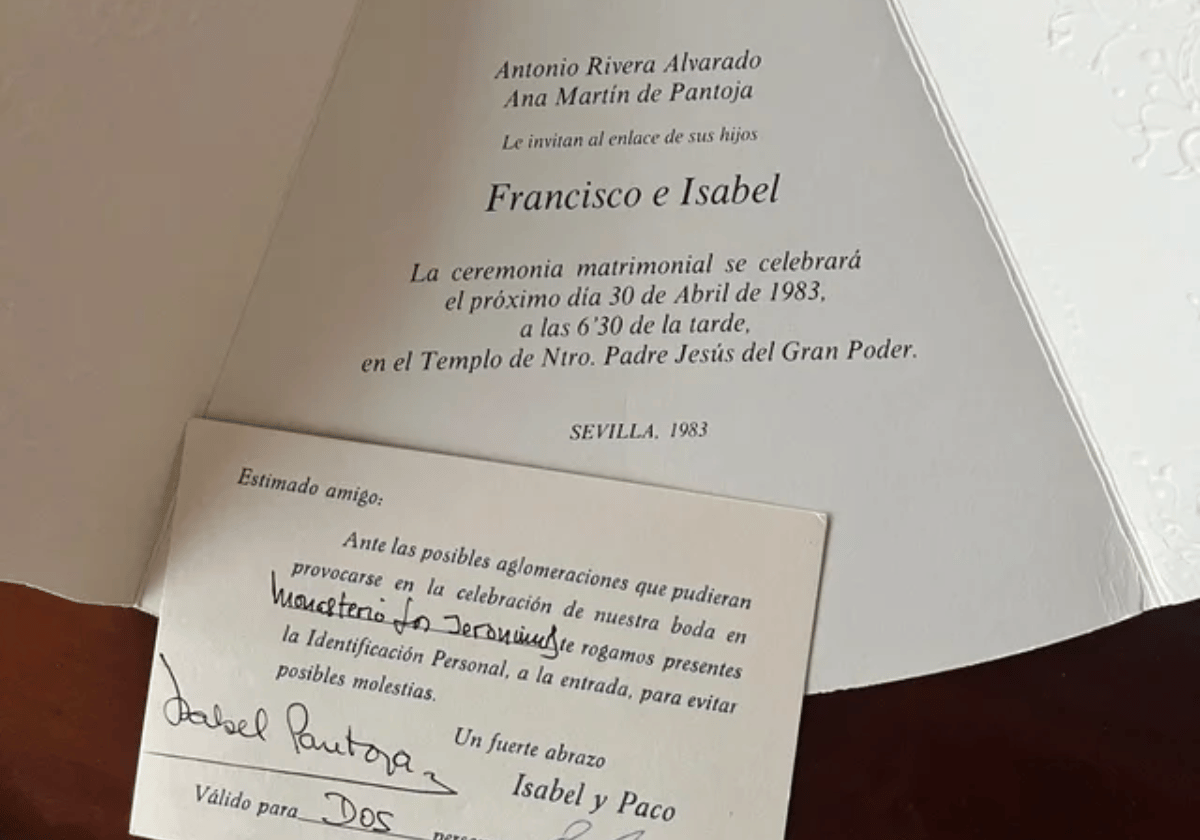 Antonio Rivera Alvarado
Ana Martín de Pantoja
Le invitan al enlace de sus hijos
Francisco e Isabel
La ceremonia matrimonial se celebrará
el próximo día 30 de Abril de 1983,
a las 6'30 de la tarde,
en el Templo de Ntro. Padre Jesús del Gran Poder.
SEVILLA, 1983
Estimado amigo:
Ante las posibles aglomeraciones que pudieran
provocarse en la celebración de nuestra boda en
Monasterio Los Jeronimos te rogamos presentes
la Identificación Personal, a la entrada, para evitar
posibles molestias.
Un fuerte abrazo
Isabel y Paco
Isabel Pantoja
Válido para DOS